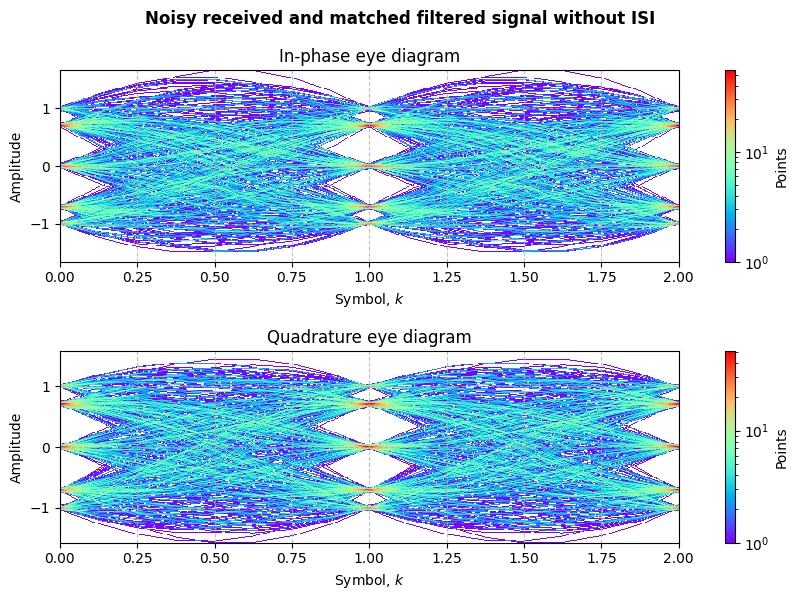 Noisy received and matched filtered signal without ISI
In-phase eye diagram
Amplitude
1
0
−1
0.00 0.25 0.50 0.75 1.00 1.25 1.50 1.75 2.00
Symbol, k
10¹
10⁰
Points
Quadrature eye diagram
Amplitude
1
0
−1
0.00 0.25 0.50 0.75 1.00 1.25 1.50 1.75 2.00
Symbol, k
10¹
10⁰
Points